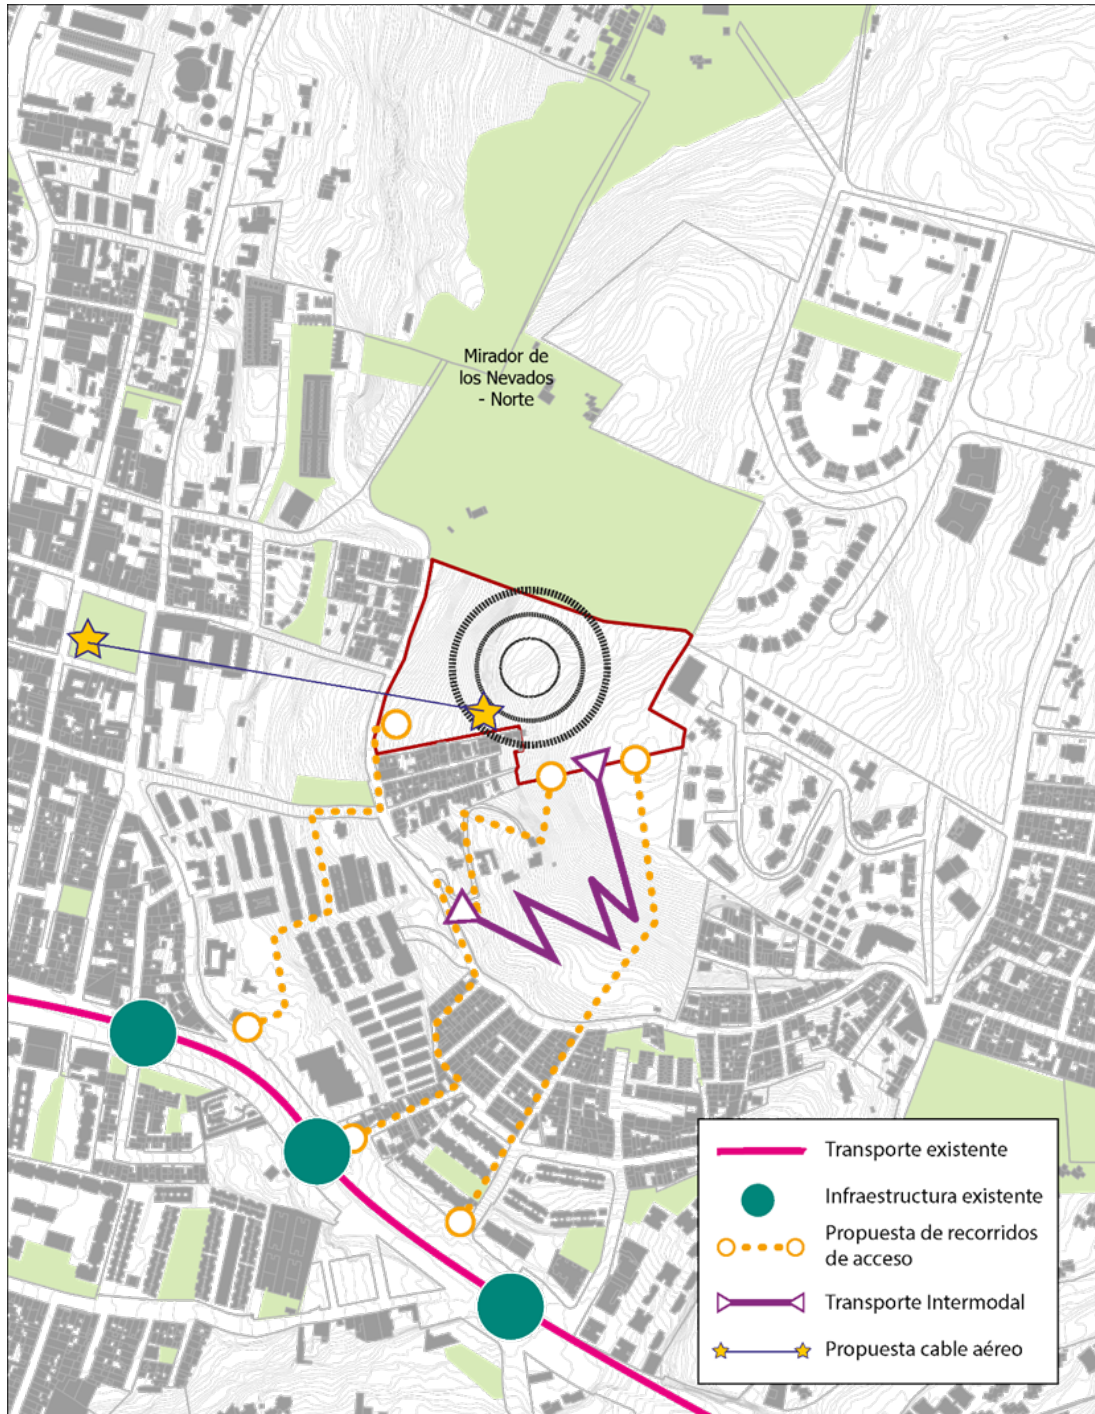 Mirador de
los Nevados
- Norte
Transporte existente
Infraestructura existente
Propuesta de recorridos
de acceso
Transporte Intermodal
Propuesta cable aéreo